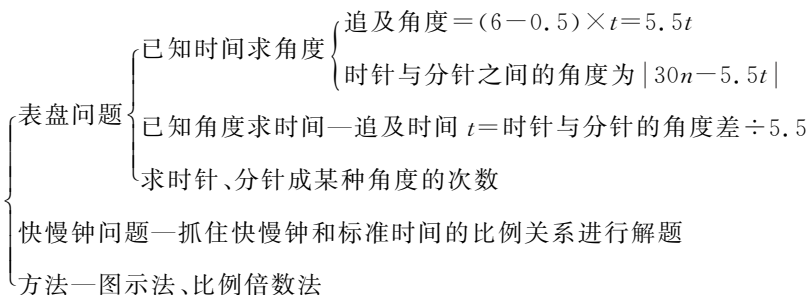 追及角度=(6-0.5)×t=5.5t
已知时间求角度
时针与分针之间的角度为|30n-5.5t|
表盘问题
已知角度求时间—追及时间 t=时针与分针的角度差÷5.5
求时针、分针成某种角度的次数
快慢钟问题—抓住快慢钟和标准时间的比例关系进行解题
方法—图示法、比例倍数法